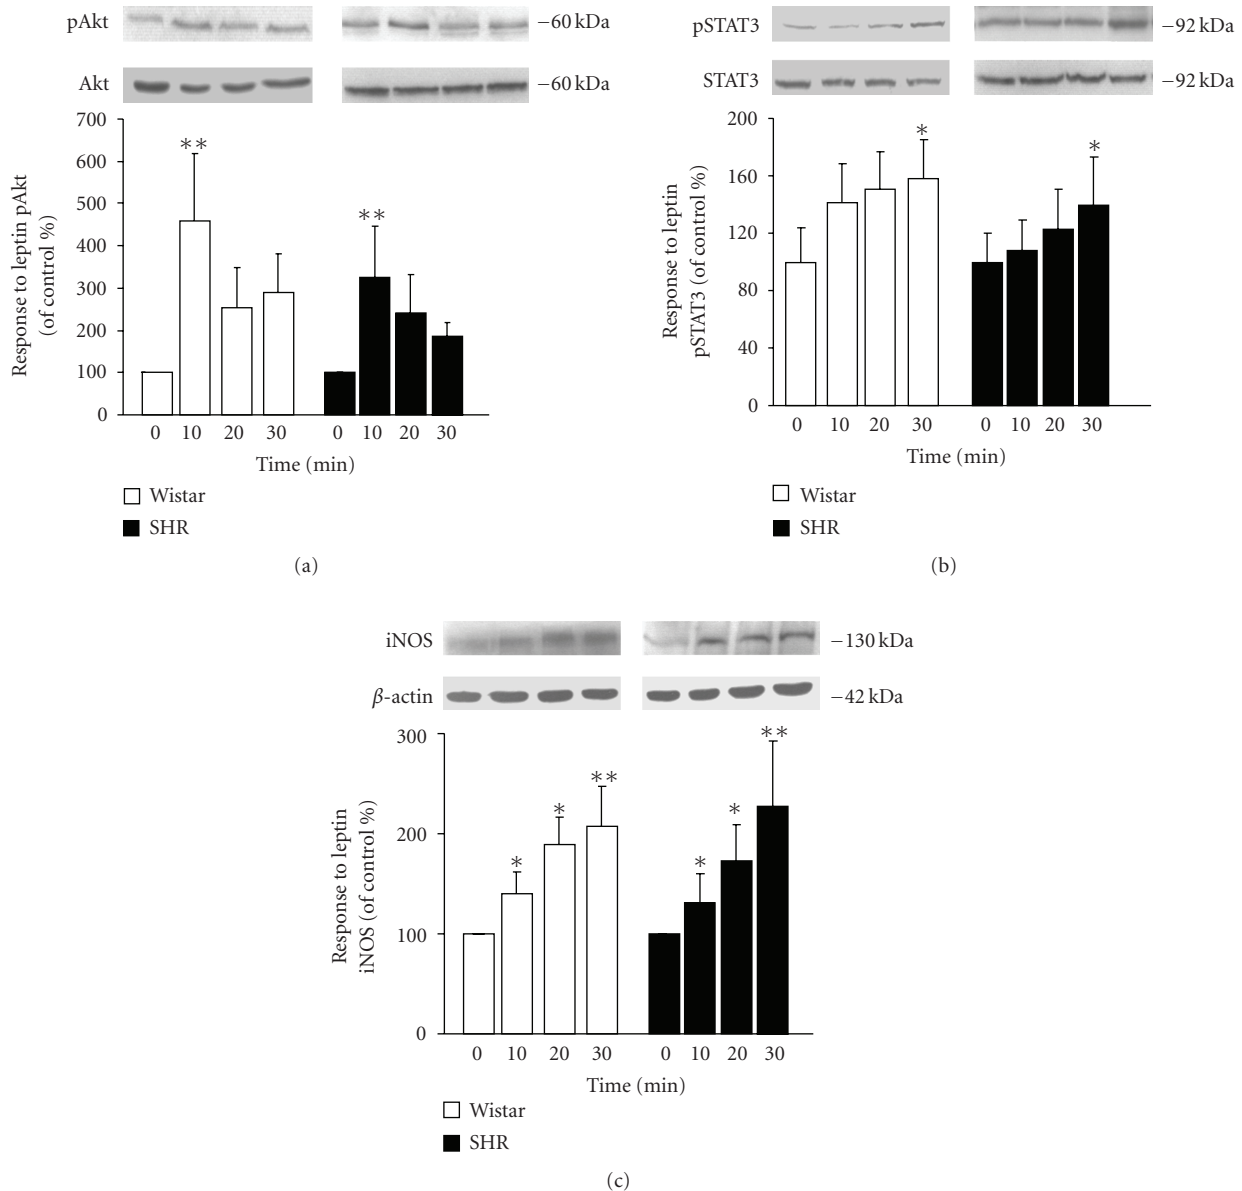 pAkt
−60 kDa
Akt
−60 kDa
Response to leptin pAkt
(of control %)
700
600
500
400
300
200
100
0
**
**
0 10 20 30 0 10 20 30
Time (min)
Wistar
SHR
(a)
pSTAT3
−92 kDa
STAT3
−92 kDa
Response to leptin
pSTAT3 (of control %)
200
160
120
80
40
0
*
*
0 10 20 30 0 10 20 30
Time (min)
Wistar
SHR
(b)
iNOS
−130 kDa
β-actin
−42 kDa
Response to leptin
iNOS (of control %)
300
200
100
0
*
*
**
*
*
**
0 10 20 30 0 10 20 30
Time (min)
Wistar
SHR
(c)